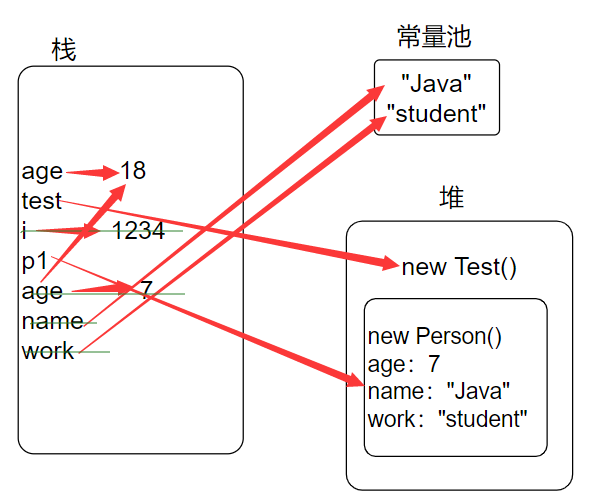 栈
常量池
"Java"
"student"
age 18
test
i 1234
p1
age 7
name
work
堆
new Test()
new Person()
age：7
name："Java"
work："student"